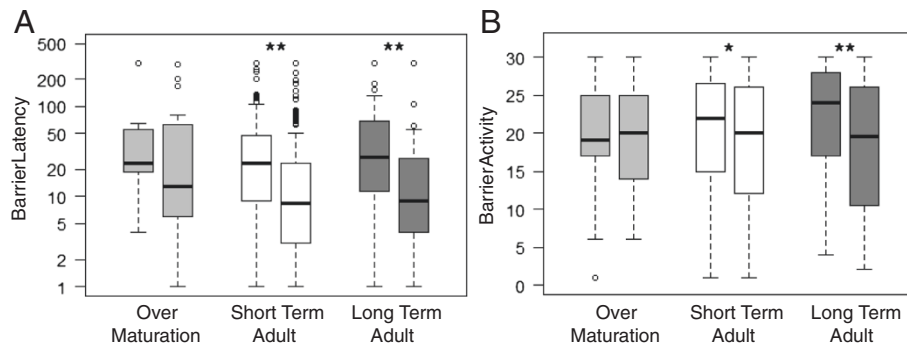 A
BarrierLatency
500
200
100
50
20
10
5
2
1
**
**
Over
Maturation
Short Term
Adult
Long Term
Adult
B
BarrierActivity
30
25
20
15
10
5
0
*
**
Over
Maturation
Short Term
Adult
Long Term
Adult